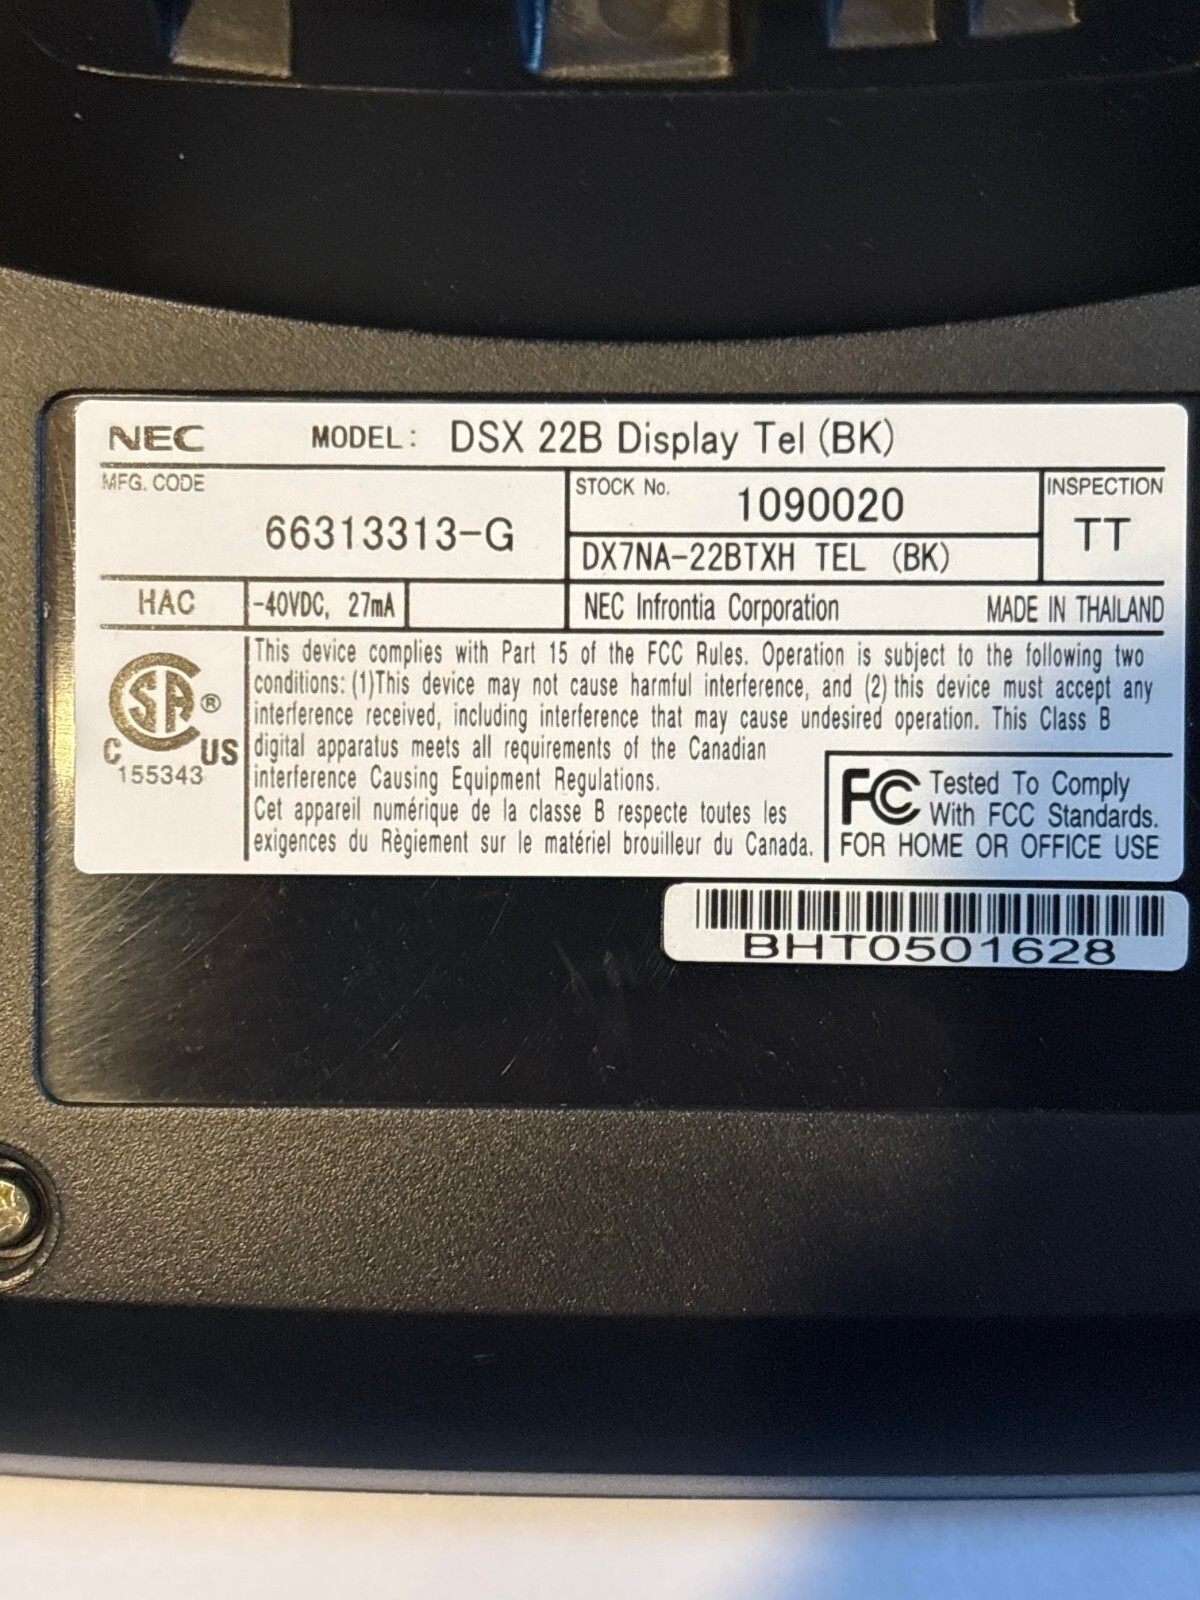 NEC MODEL: DSX 22B Display Tel (BK)
MFG. CODE
66313313-G
STOCK No.
1090020
DX7NA-22BTXH TEL (BK)
INSPECTION
TT
HAC
-40VDC, 27mA
NEC Infrontia Corporation
MADE IN THAILAND
SA ®
C US
155343
This device complies with Part 15 of the FCC Rules. Operation is subject to the following two
conditions: (1)This device may not cause harmful interference, and (2) this device must accept any
interference received, including interference that may cause undesired operation. This Class B
digital apparatus meets all requirements of the Canadian
interference Causing Equipment Regulations.
Cet appareil numérique de la classe B respecte toutes les
exigences du Règiement sur le matériel brouilleur du Canada.
FC Tested To Comply
With FCC Standards.
FOR HOME OR OFFICE USE
BHT0501628